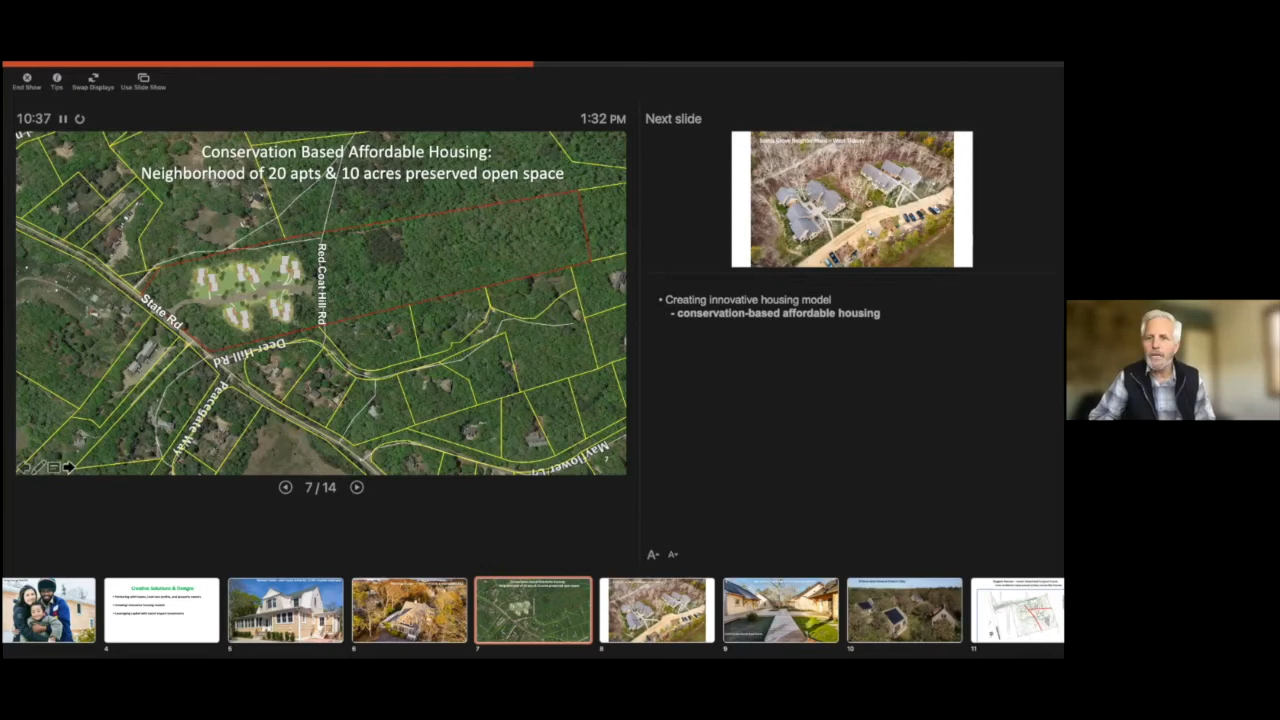 End Show Tips Swap Displays Use Slide Show
10:37
1:32 PM
Next slide
Conservation Based Affordable Housing:
Neighborhood of 20 apts & 10 acres preserved open space
Red Coat Hill Rd
State Rd
Deer Hill Rd
Peacegate Way
Mayflower Ln
7
• Creating innovative housing model
- conservation-based affordable housing
7 / 14
A A
Creative Solutions & Designs
4
5
6
7
8
9
10
11